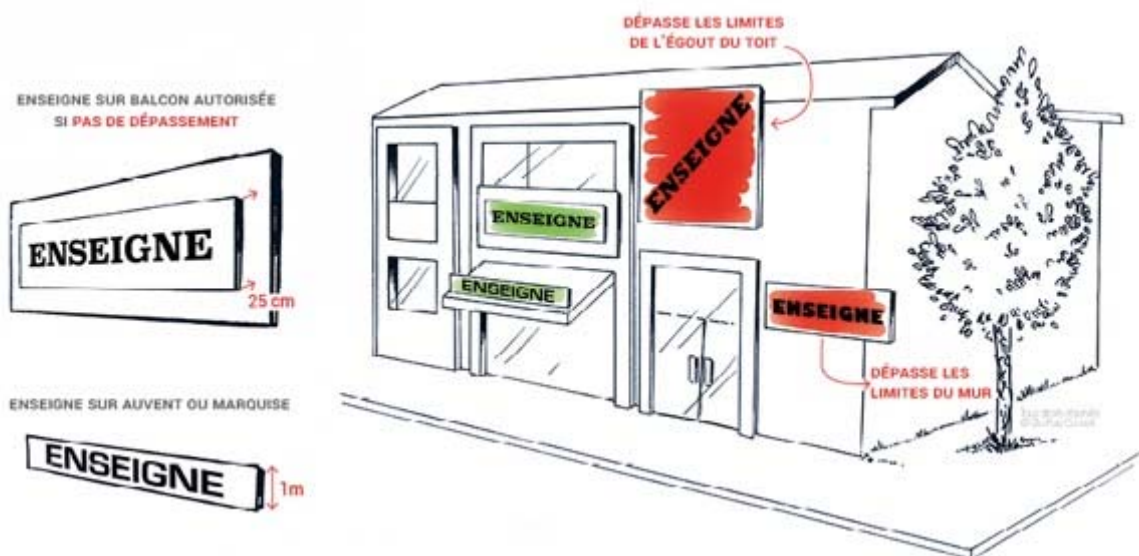 DÉPASSE LES LIMITES
DE L'ÉGOUT DU TOIT
ENSEIGNE SUR BALCON AUTORISÉE
SI PAS DE DÉPASSEMENT
ENSEIGNE
25 cm
ENSEIGNE
ENSEIGNE
ENSEIGNE
ENSEIGNE
DÉPASSE LES
LIMITES DU MUR
ENSEIGNE SUR AUVENT OU MARQUISE
ENSEIGNE
1m